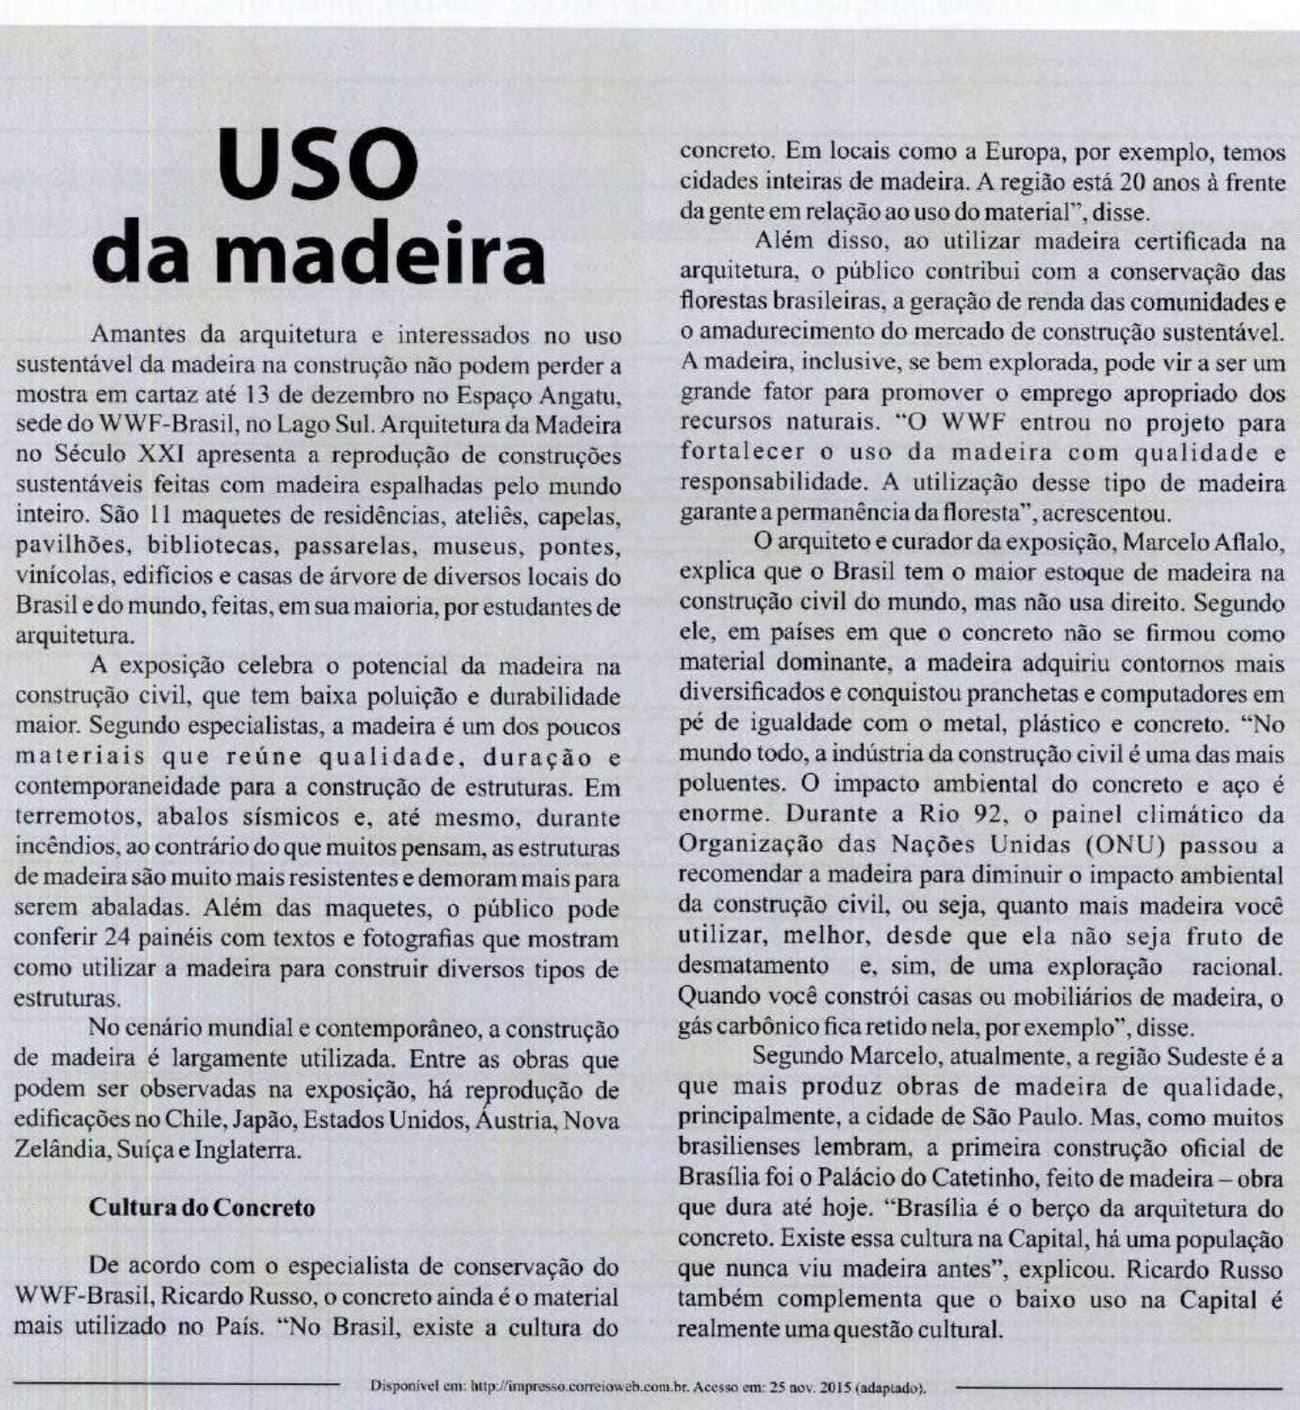 USO
da madeira
Amantes da arquitetura e interessados no uso
sustentável da madeira na construção não podem perder a
mostra em cartaz até 13 de dezembro no Espaço Angatu,
sede do WWF-Brasil, no Lago Sul. Arquitetura da Madeira
no Século XXI apresenta a reprodução de construções
sustentáveis feitas com madeira espalhadas pelo mundo
inteiro. São 11 maquetes de residências, ateliês, capelas,
pavilhões, bibliotecas, passarelas, museus, pontes,
vinícolas, edifícios e casas de árvore de diversos locais do
Brasil e do mundo, feitas, em sua maioria, por estudantes de
arquitetura.
A exposição celebra o potencial da madeira na
construção civil, que tem baixa poluição e durabilidade
maior. Segundo especialistas, a madeira é um dos poucos
materiais que reúne qualidade, duração e
contemporaneidade para a construção de estruturas. Em
terremotos, abalos sísmicos e, até mesmo, durante
incêndios, ao contrário do que muitos pensam, as estruturas
de madeira são muito mais resistentes e demoram mais para
serem abaladas. Além das maquetes, o público pode
conferir 24 painéis com textos e fotografias que mostram
como utilizar a madeira para construir diversos tipos de
estruturas.
No cenário mundial e contemporâneo, a construção
de madeira é largamente utilizada. Entre as obras que
podem ser observadas na exposição, há reprodução de
edificações no Chile, Japão, Estados Unidos, Áustria, Nova
Zelândia, Suíça e Inglaterra.
Cultura do Concreto
De acordo com o especialista de conservação do
WWF-Brasil, Ricardo Russo, o concreto ainda é o material
mais utilizado no País. “No Brasil, existe a cultura do
concreto. Em locais como a Europa, por exemplo, temos
cidades inteiras de madeira. A região está 20 anos à frente
da gente em relação ao uso do material”, disse.
Além disso, ao utilizar madeira certificada na
arquitetura, o público contribui com a conservação das
florestas brasileiras, a geração de renda das comunidades e
o amadurecimento do mercado de construção sustentável.
A madeira, inclusive, se bem explorada, pode vir a ser um
grande fator para promover o emprego apropriado dos
recursos naturais. “O WWF entrou no projeto para
fortalecer o uso da madeira com qualidade e
responsabilidade. A utilização desse tipo de madeira
garante a permanência da floresta”, acrescentou.
O arquiteto e curador da exposição, Marcelo Aflalo,
explica que o Brasil tem o maior estoque de madeira na
construção civil do mundo, mas não usa direito. Segundo
ele, em países em que o concreto não se firmou como
material dominante, a madeira adquiriu contornos mais
diversificados e conquistou pranchetas e computadores em
pé de igualdade com o metal, plástico e concreto. “No
mundo todo, a indústria da construção civil é uma das mais
poluentes. O impacto ambiental do concreto e aço é
enorme. Durante a Rio 92, o painel climático da
Organização das Nações Unidas (ONU) passou a
recomendar a madeira para diminuir o impacto ambiental
da construção civil, ou seja, quanto mais madeira você
utilizar, melhor, desde que ela não seja fruto de
desmatamento e, sim, de uma exploração racional.
Quando você constrói casas ou mobiliários de madeira, o
gás carbônico fica retido nela, por exemplo”, disse.
Segundo Marcelo, atualmente, a região Sudeste é a
que mais produz obras de madeira de qualidade,
principalmente, a cidade de São Paulo. Mas, como muitos
brasilienses lembram, a primeira construção oficial de
Brasília foi o Palácio do Catetinho, feito de madeira – obra
que dura até hoje. “Brasília é o berço da arquitetura do
concreto. Existe essa cultura na Capital, há uma população
que nunca viu madeira antes”, explicou. Ricardo Russo
também complementa que o baixo uso na Capital é
realmente uma questão cultural.
Disponível em: http://impresso.correioweb.com.br. Acesso em: 25 nov. 2015 (adaptado).